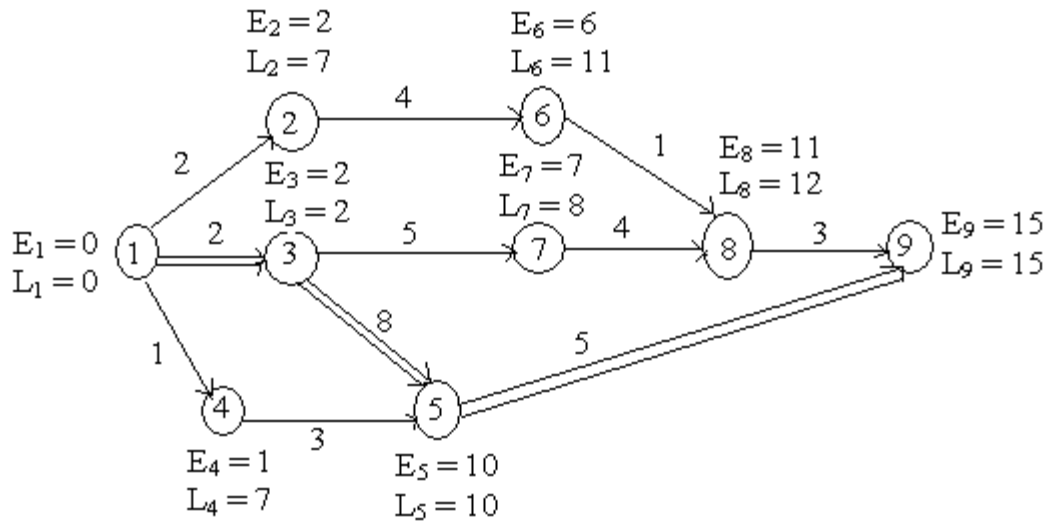 E₂ = 2
L₂ = 7
E₆ = 6
L₆ = 11
4
2
6
1
2
E₈ = 11
L₈ = 12
E₃ = 2
L₃ = 2
E₇ = 7
L₇ = 8
E₁ = 0
L₁ = 0
1
2
3
5
7
4
8
3
9
E₉ = 15
L₉ = 15
8
1
5
4
3
5
E₄ = 1
L₄ = 7
E₅ = 10
L₅ = 10